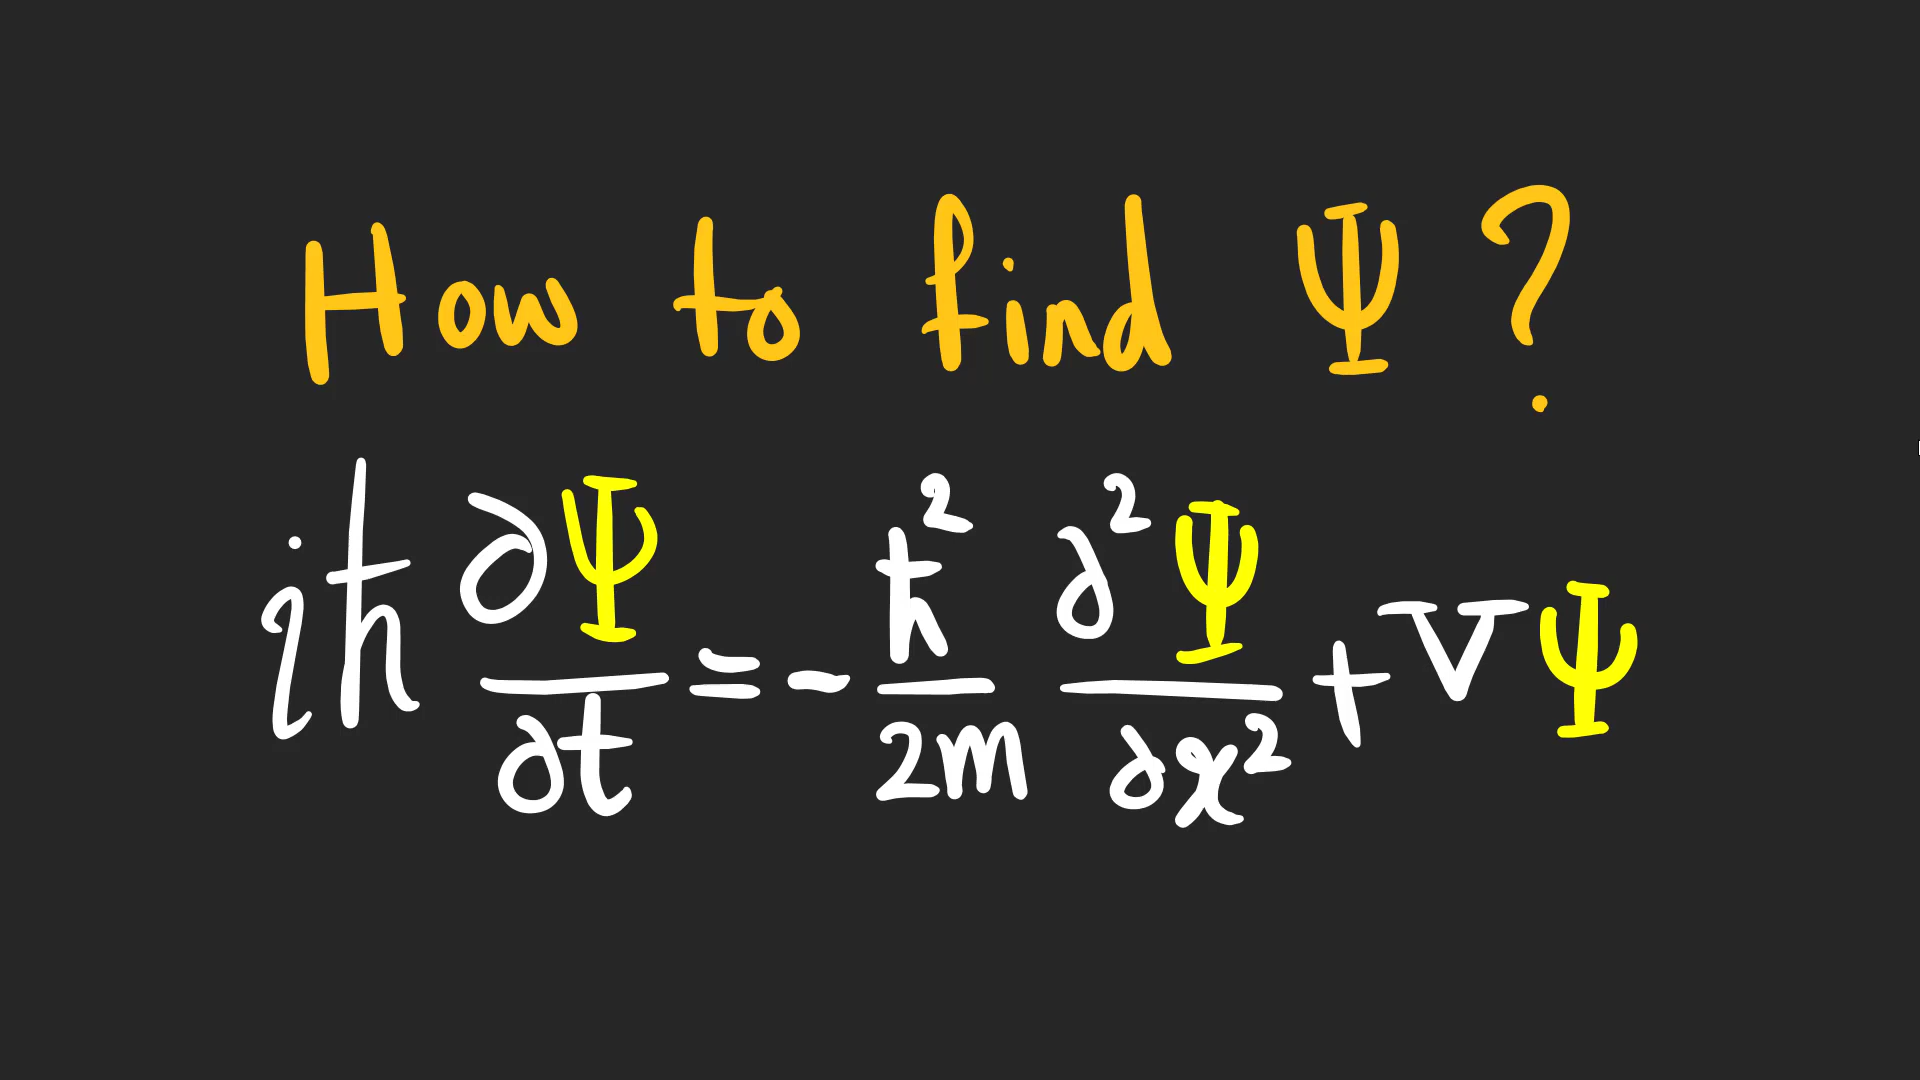 How to find Ψ?
iħ ∂Ψ/∂t = - ħ²/2m ∂²Ψ/∂x² + VΨ